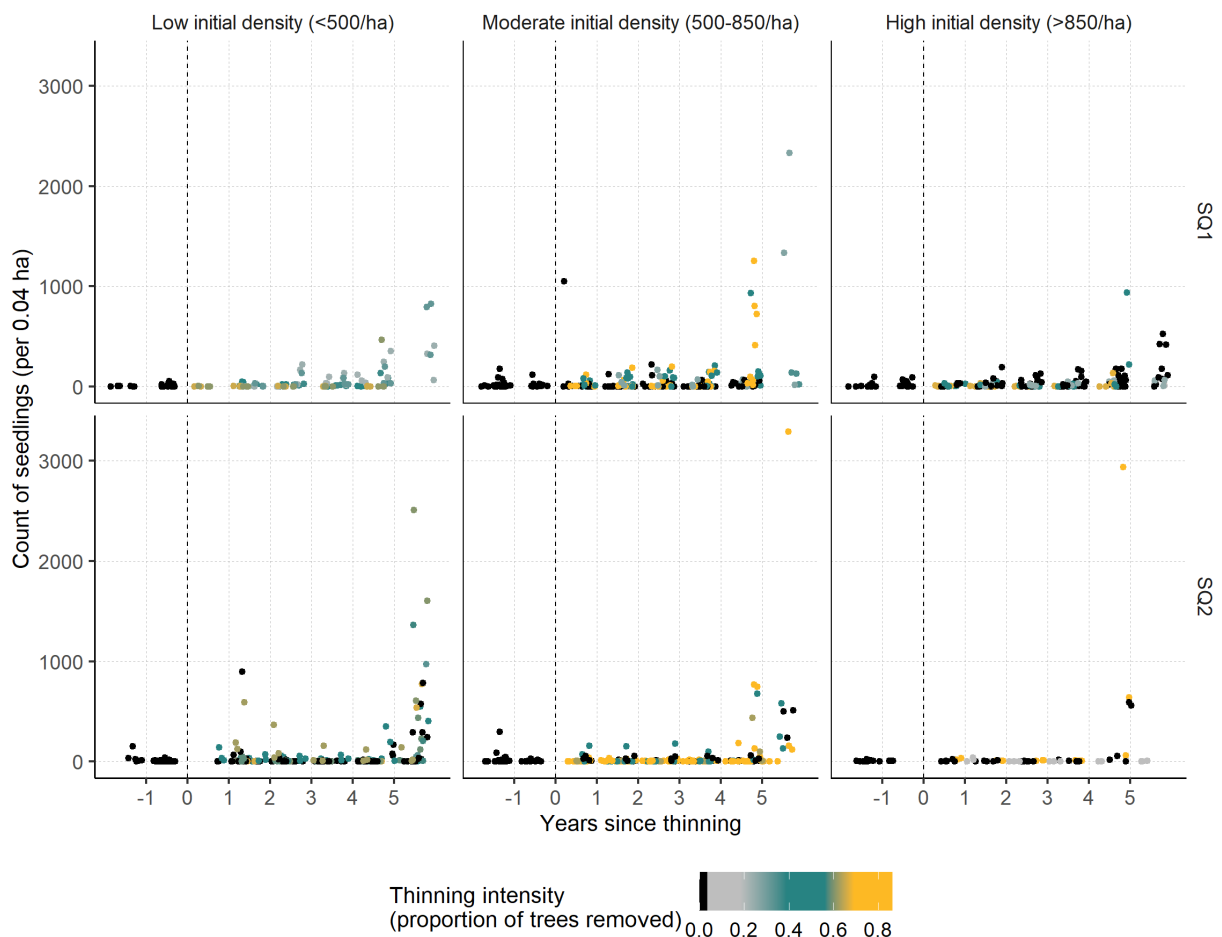 Low initial density (<500/ha)
Moderate initial density (500-850/ha)
High initial density (>850/ha)
3000
2000
1000
0
SQ1
Count of seedlings (per 0.04 ha)
3000
2000
1000
0
SQ2
-1 0 1 2 3 4 5
-1 0 1 2 3 4 5
-1 0 1 2 3 4 5
Years since thinning
Thinning intensity
(proportion of trees removed)
0.0 0.2 0.4 0.6 0.8